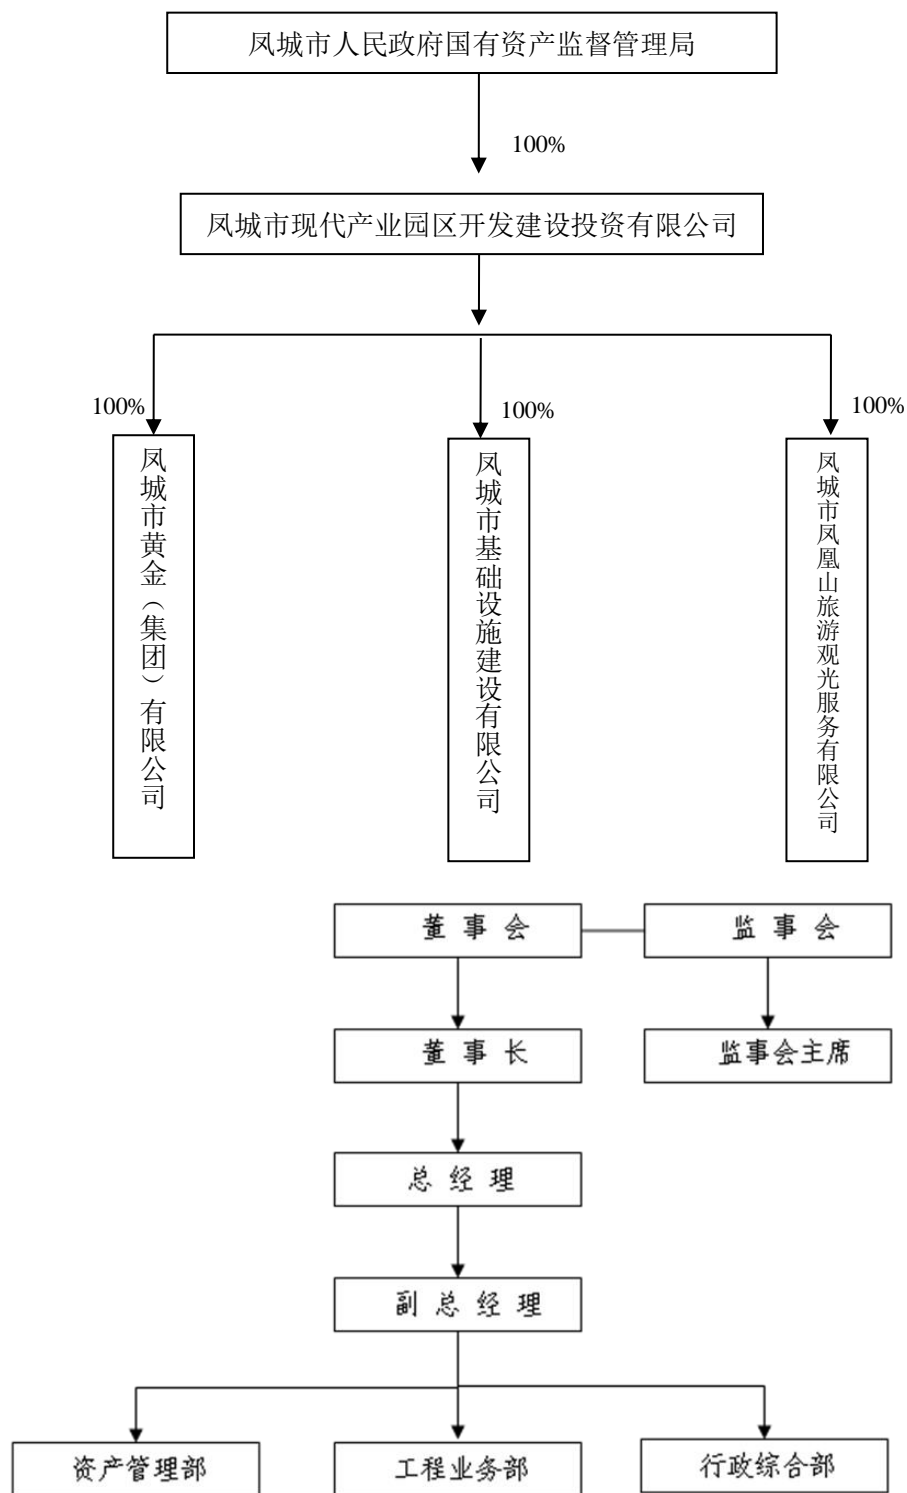 凤城市人民政府国有资产监督管理局
100%
凤城市现代产业园区开发建设投资有限公司
100%
100%
100%
凤城市黄金（集团）有限公司
凤城市基础设施建设有限公司
凤城市凤凰山旅游观光服务有限公司
董事会
监事会
董事长
监事会主席
总经理
副总经理
资产管理部
工程业务部
行政综合部